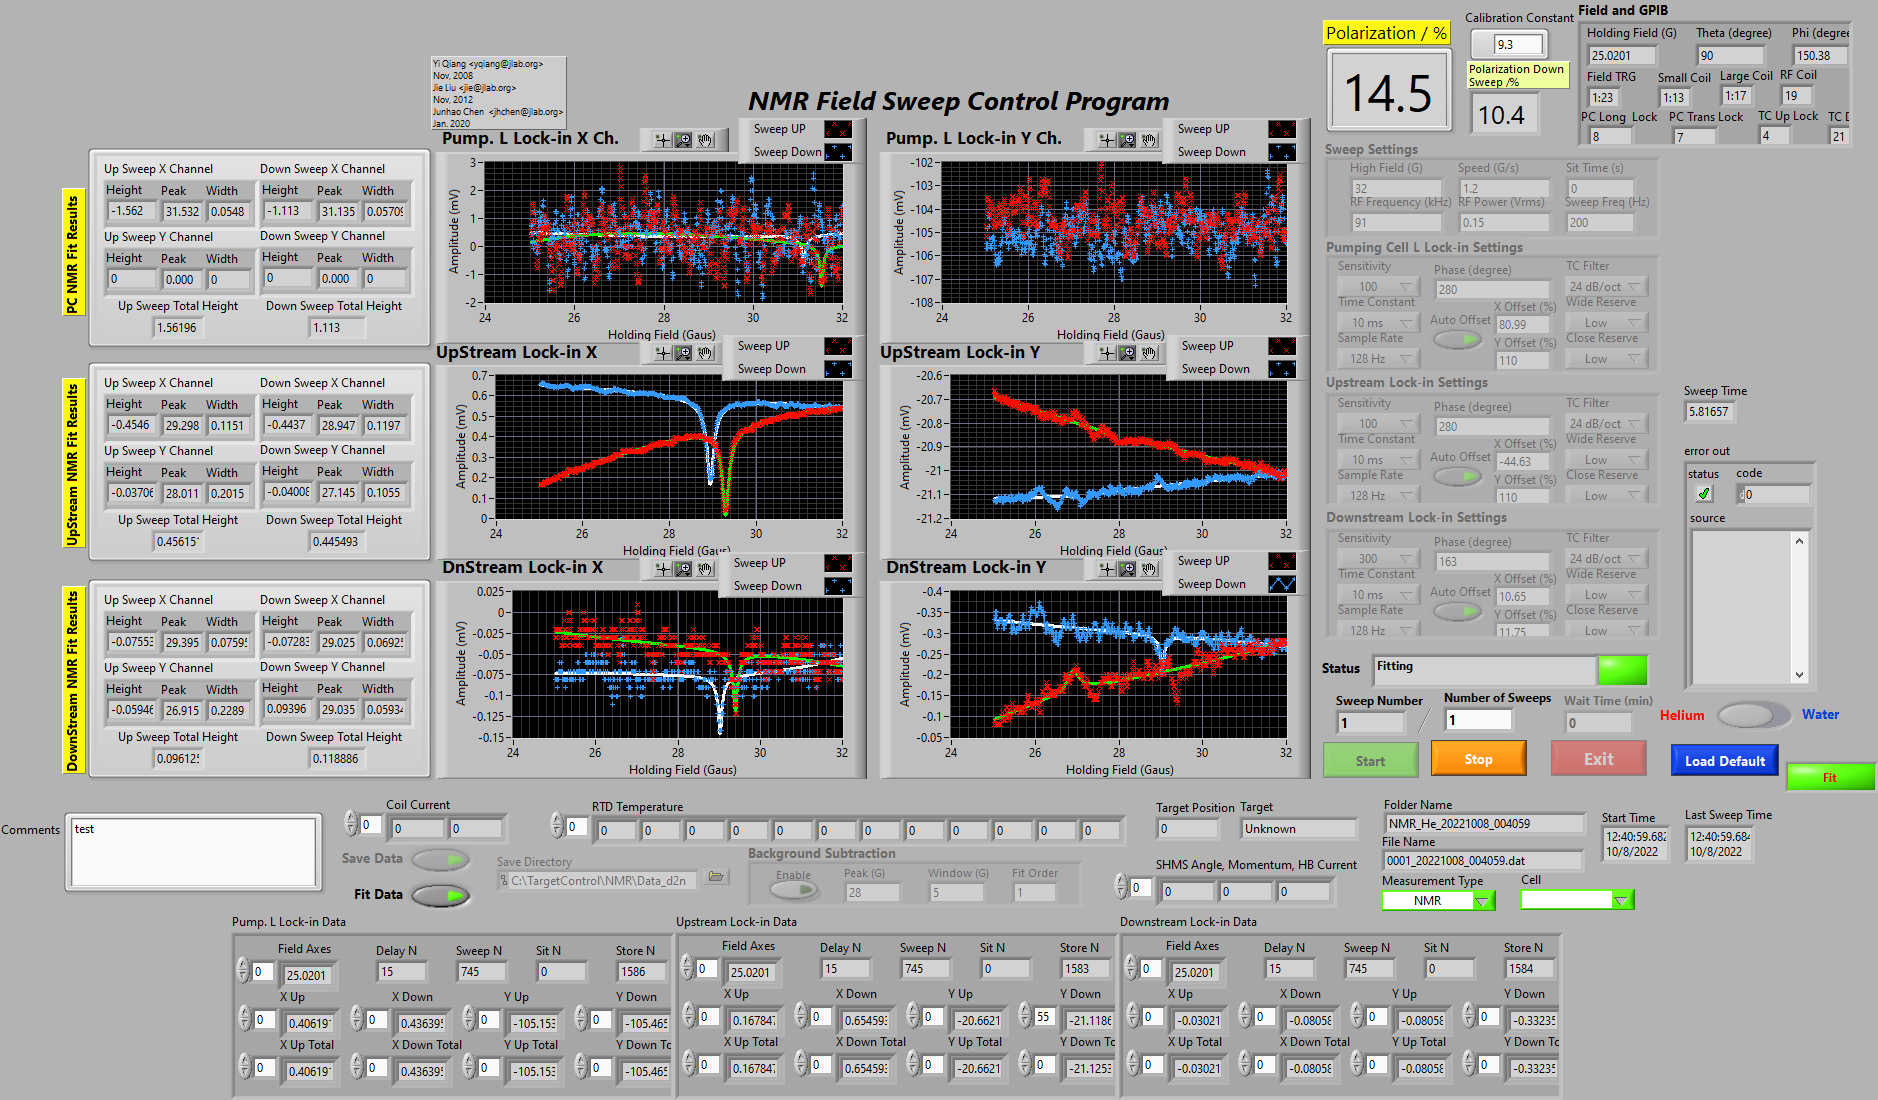 Yi Qiang <yqiang@jlab.org>
Nov, 2008
Jie Liu <jie@jlab.org>
Nov, 2012
Junhao Chen <jhchen@jlab.org>
Jan. 2020
NMR Field Sweep Control Program
Polarization / %
14.5
Calibration Constant
9.3
Polarization Down
Sweep /%
10.4
Field and GPIB
Holding Field (G) Theta (degree) Phi (degree
25.0201 90 150.38
Field TRG Small Coil Large Coil RF Coil
1:23 1:13 1:17 19
PC Long Lock PC Trans Lock TC Up Lock TC D
8 7 4 21
PC NMR Fit Results
Up Sweep X Channel Down Sweep X Channel
Height Peak Width Height Peak Width
-1.562 31.532 0.0548 -1.113 31.135 0.05709
Up Sweep Y Channel Down Sweep Y Channel
Height Peak Width Height Peak Width
0 0.000 0 0 0.000 0
Up Sweep Total Height Down Sweep Total Height
1.56196 1.113
Pump. L Lock-in X Ch.
Sweep UP
Sweep Down
Amplitude (mV)
3
2
1
0
-1
-2
24 26 28 30 32
Holding Field (Gaus)
Pump. L Lock-in Y Ch.
Sweep UP
Sweep Down
Amplitude (mV)
-102
-103
-104
-105
-106
-107
-108
24 26 28 30 32
Holding Field (Gaus)
UpStream NMR Fit Results
Up Sweep X Channel Down Sweep X Channel
Height Peak Width Height Peak Width
-0.4546 29.298 0.1151 -0.4437 28.947 0.1197
Up Sweep Y Channel Down Sweep Y Channel
Height Peak Width Height Peak Width
-0.03706 28.011 0.2015 -0.04008 27.145 0.1055
Up Sweep Total Height Down Sweep Total Height
0.45615 0.445493
UpStream Lock-in X
Sweep UP
Sweep Down
Amplitude (mV)
0.7
0.6
0.5
0.4
0.3
0.2
0.1
0
24 26 28 30 32
Holding Field (Gaus)
UpStream Lock-in Y
Sweep UP
Sweep Down
Amplitude (mV)
-20.6
-20.7
-20.8
-20.9
-21
-21.1
-21.2
24 26 28 30 32
Holding Field (Gaus)
DownStream NMR Fit Results
Up Sweep X Channel Down Sweep X Channel
Height Peak Width Height Peak Width
-0.07553 29.395 0.07595 -0.07283 29.025 0.06925
Up Sweep Y Channel Down Sweep Y Channel
Height Peak Width Height Peak Width
-0.05946 26.915 0.2289 0.09396 29.035 0.05934
Up Sweep Total Height Down Sweep Total Height
0.09612 0.118886
DnStream Lock-in X
Sweep UP
Sweep Down
Amplitude (mV)
0.025
0
-0.025
-0.05
-0.075
-0.1
-0.125
-0.15
24 26 28 30 32
Holding Field (Gaus)
DnStream Lock-in Y
Sweep UP
Sweep Down
Amplitude (mV)
-0.4
-0.35
-0.3
-0.25
-0.2
-0.15
-0.1
-0.05
24 26 28 30 32
Holding Field (Gaus)
Sweep Settings
High Field (G) Speed (G/s) Sit Time (s)
32 1.2 0
RF Frequency (kHz) RF Power (Vrms) Sweep Freq (Hz)
91 0.15 200
Pumping Cell L Lock-in Settings
Sensitivity Phase (degree) TC Filter
100 280 24 dB/oct
Time Constant X Offset (%) Wide Reserve
10 ms Auto Offset 80.99 Low
Sample Rate Y Offset (%) Close Reserve
128 Hz 110 Low
Upstream Lock-in Settings
Sensitivity Phase (degree) TC Filter
100 280 24 dB/oct
Time Constant X Offset (%) Wide Reserve
10 ms Auto Offset -44.63 Low
Sample Rate Y Offset (%) Close Reserve
128 Hz 110 Low
Downstream Lock-in Settings
Sensitivity Phase (degree) TC Filter
300 163 24 dB/oct
Time Constant X Offset (%) Wide Reserve
10 ms Auto Offset 10.65 Low
Sample Rate Y Offset (%) Close Reserve
128 Hz 11.75 Low
Sweep Time
5.81657
error out
status code
0
source
Status Fitting
Sweep Number Number of Sweeps Wait Time (min)
1 / 1 0
Helium Water
Start Stop Exit Load Default Fit
Comments test
Coil Current
0 0 0
Save Data
Fit Data
RTD Temperature
0 0 0 0 0 0 0 0 0 0 0 0 0
Save Directory
C:\TargetControl\NMR\Data_d2n
Background Subtraction
Enable Peak (G) Window (G) Fit Order
28 5 1
Target Position Target
0 Unknown
SHMS Angle, Momentum, HB Current
0 0 0 0
Folder Name
NMR_He_20221008_004059
File Name
0001_20221008_004059.dat
Measurement Type Cell
NMR
Start Time Last Sweep Time
12:40:59.682 12:40:59.684
10/8/2022 10/8/2022
Pump. L Lock-in Data
Field Axes Delay N Sweep N Sit N Store N
0 25.0201 15 745 0 1586
X Up X Down Y Up Y Down
0 0.40619 0 0.436395 0 -105.153 0 -105.465
X Up Total X Down Total Y Up Total Y Down To
0 0.40619 0 0.436395 0 -105.153 0 -105.465
Upstream Lock-in Data
Field Axes Delay N Sweep N Sit N Store N
0 25.0201 15 745 0 1583
X Up X Down Y Up Y Down
0 0.167847 0 0.654593 0 -20.6621 55 -21.1186
X Up Total X Down Total Y Up Total Y Down To
0 0.167847 0 0.654593 0 -20.6621 0 -21.1253
Downstream Lock-in Data
Field Axes Delay N Sweep N Sit N Store N
0 25.0201 15 745 0 1584
X Up X Down Y Up Y Down
0 -0.03021 0 -0.08058 0 -0.08058 0 -0.33235
X Up Total X Down Total Y Up Total Y Down To
0 -0.03021 0 -0.08058 0 -0.08058 0 -0.33235